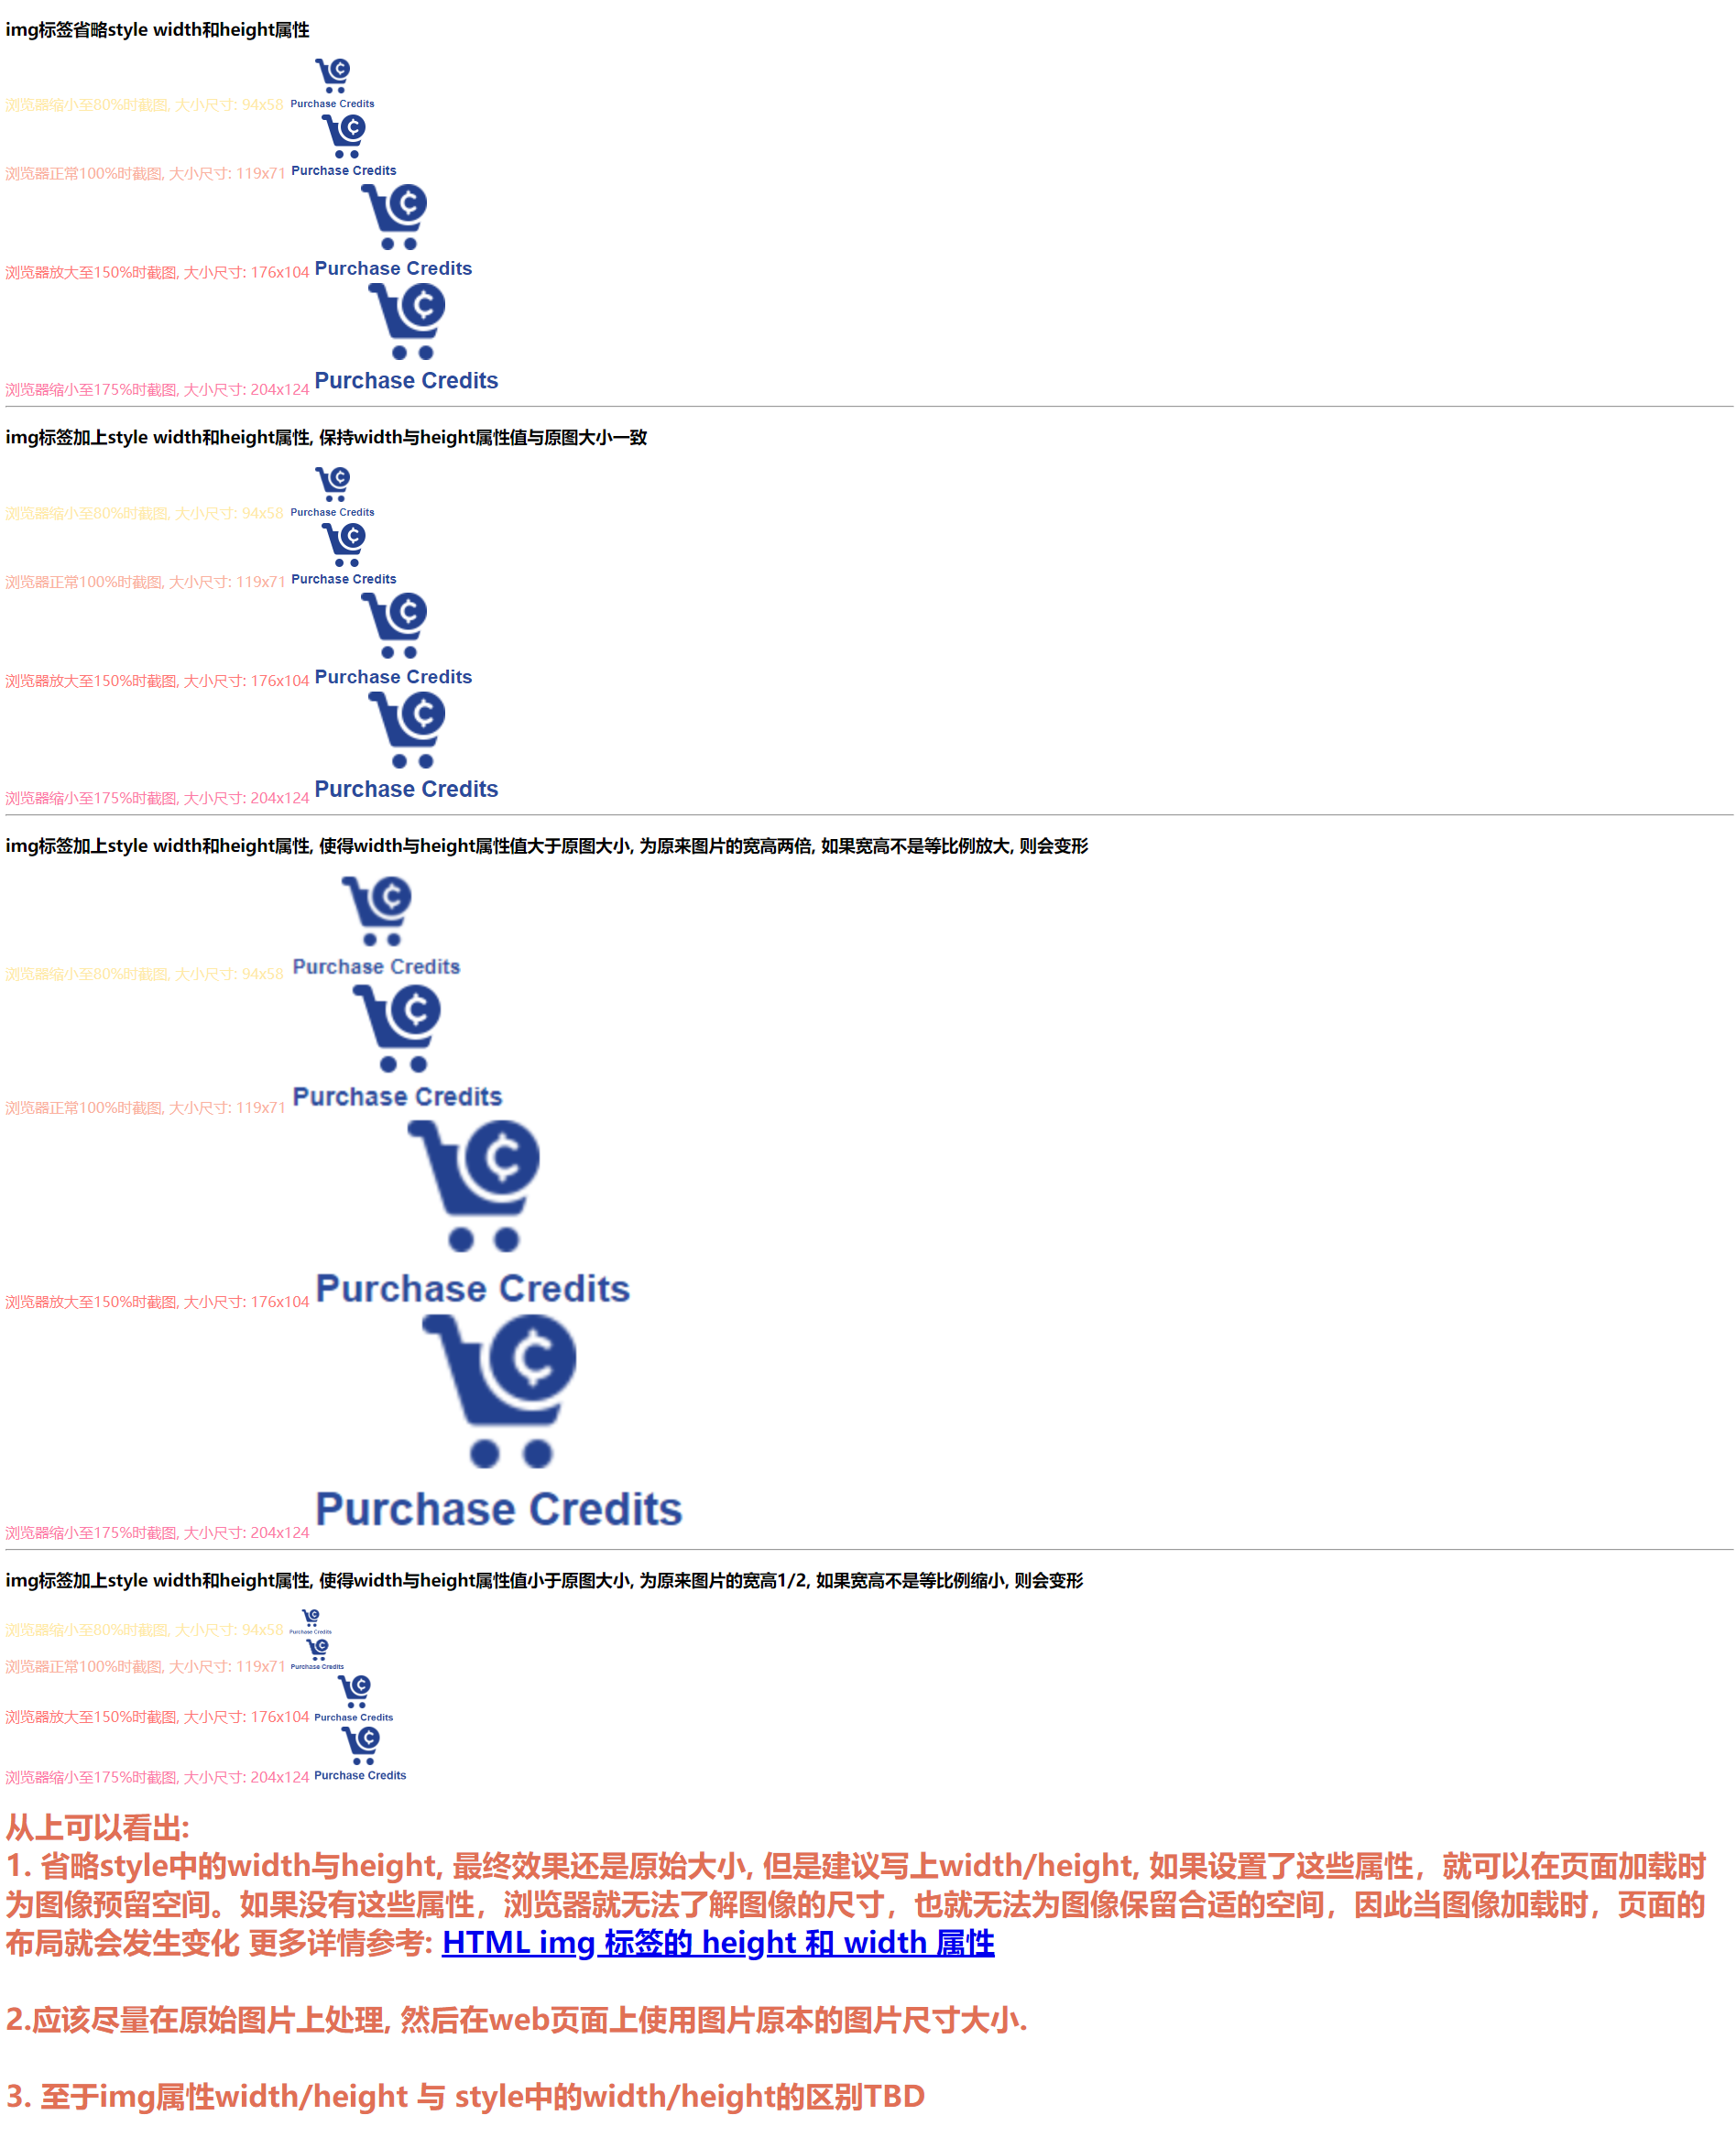 img标签省略style width和height属性
浏览器缩小至80%时截图, 大小尺寸: 94x58 Purchase Credits
浏览器正常100%时截图, 大小尺寸: 119x71 Purchase Credits
浏览器放大至150%时截图, 大小尺寸: 176x104 Purchase Credits
浏览器缩小至175%时截图, 大小尺寸: 204x124 Purchase Credits
img标签加上style width和height属性, 保持width与height属性值与原图大小一致
浏览器缩小至80%时截图, 大小尺寸: 94x58 Purchase Credits
浏览器正常100%时截图, 大小尺寸: 119x71 Purchase Credits
浏览器放大至150%时截图, 大小尺寸: 176x104 Purchase Credits
浏览器缩小至175%时截图, 大小尺寸: 204x124 Purchase Credits
img标签加上style width和height属性, 使得width与height属性值大于原图大小, 为原来图片的宽高两倍, 如果宽高不是等比例放大, 则会变形
浏览器缩小至80%时截图, 大小尺寸: 94x58 Purchase Credits
浏览器正常100%时截图, 大小尺寸: 119x71 Purchase Credits
浏览器放大至150%时截图, 大小尺寸: 176x104 Purchase Credits
浏览器缩小至175%时截图, 大小尺寸: 204x124 Purchase Credits
img标签加上style width和height属性, 使得width与height属性值小于原图大小, 为原来图片的宽高1/2, 如果宽高不是等比例缩小, 则会变形
浏览器缩小至80%时截图, 大小尺寸: 94x58 Purchase Credits
浏览器正常100%时截图, 大小尺寸: 119x71 Purchase Credits
浏览器放大至150%时截图, 大小尺寸: 176x104 Purchase Credits
浏览器缩小至175%时截图, 大小尺寸: 204x124 Purchase Credits
从上可以看出:
1. 省略style中的width与height, 最终效果还是原始大小, 但是建议写上width/height, 如果设置了这些属性，就可以在页面加载时
为图像预留空间。如果没有这些属性，浏览器就无法了解图像的尺寸，也就无法为图像保留合适的空间，因此当图像加载时，页面的
布局就会发生变化 更多详情参考: HTML img 标签的 height 和 width 属性
2.应该尽量在原始图片上处理, 然后在web页面上使用图片原本的图片尺寸大小.
3. 至于img属性width/height 与 style中的width/height的区别TBD